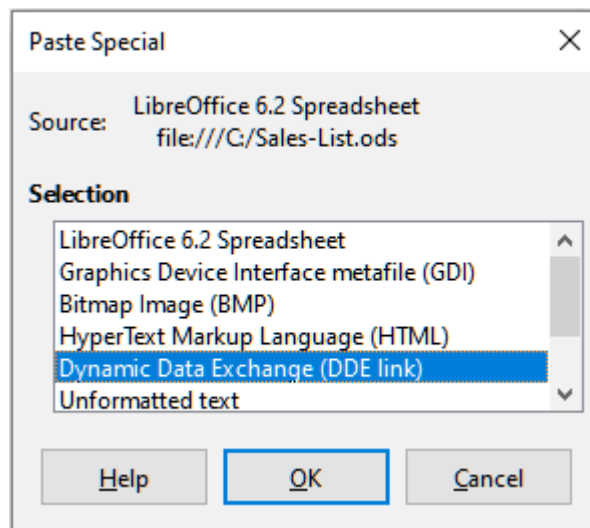 Paste Special
Source:
LibreOffice 6.2 Spreadsheet
file:///C:/Sales-List.ods
Selection
LibreOffice 6.2 Spreadsheet
Graphics Device Interface metafile (GDI)
Bitmap Image (BMP)
HyperText Markup Language (HTML)
Dynamic Data Exchange (DDE link)
Unformatted text
Help
OK
Cancel